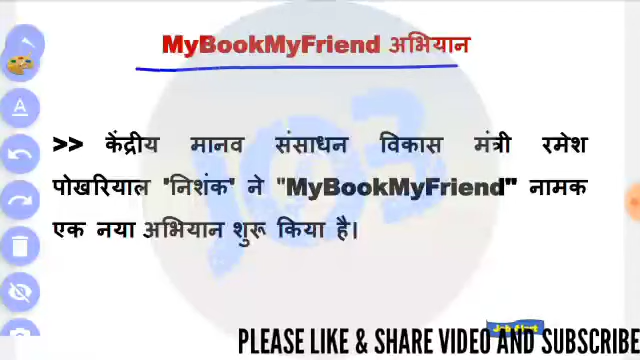 MyBookMyFriend अभियान
>> केंद्रीय मानव संसाधन विकास मंत्री रमेश
पोखरियाल 'निशंक' ने "MyBookMyFriend" नामक
एक नया अभियान शुरू किया है।
PLEASE LIKE & SHARE VIDEO AND SUBSCRIBE